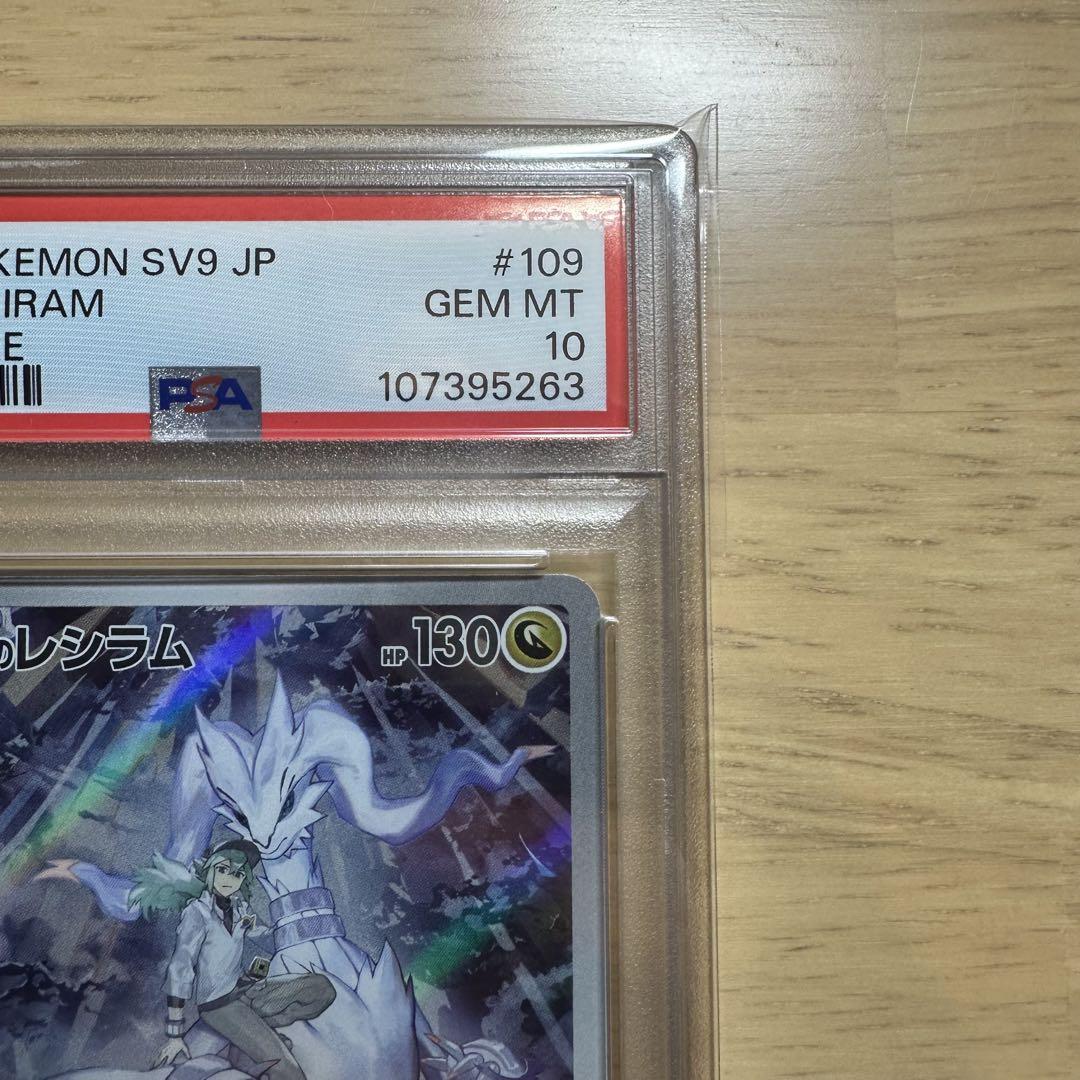 KEMON SV9 JP #109
IRAM GEM MT
E 10
PSA 107395263
のレシラム HP 130